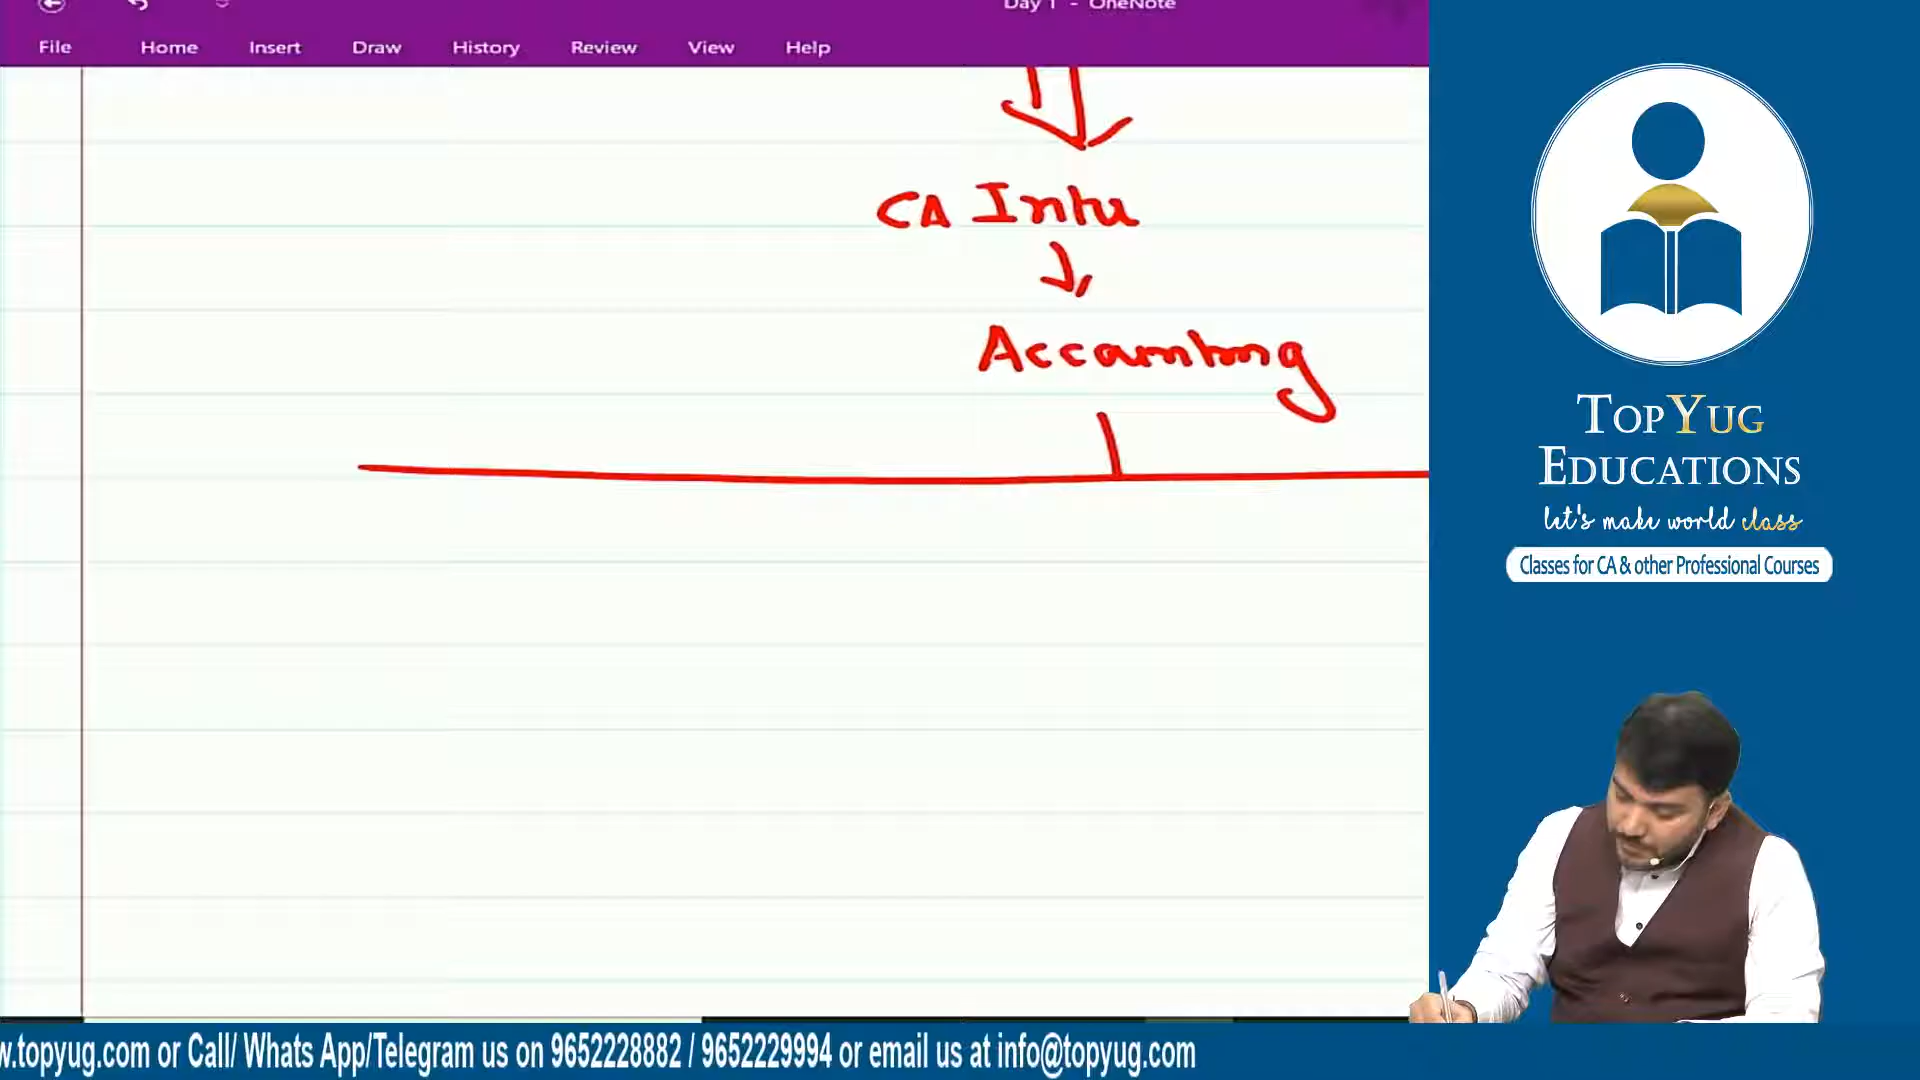 Day 1 - OneNote
File Home Insert Draw History Review View Help
CA Inter
Accounting
TOPYUG
EDUCATIONS
let's make world class
Classes for CA & other Professional Courses
w.topyug.com or Call/ Whats App/Telegram us on 9652228882 / 9652229994 or email us at info@topyug.com